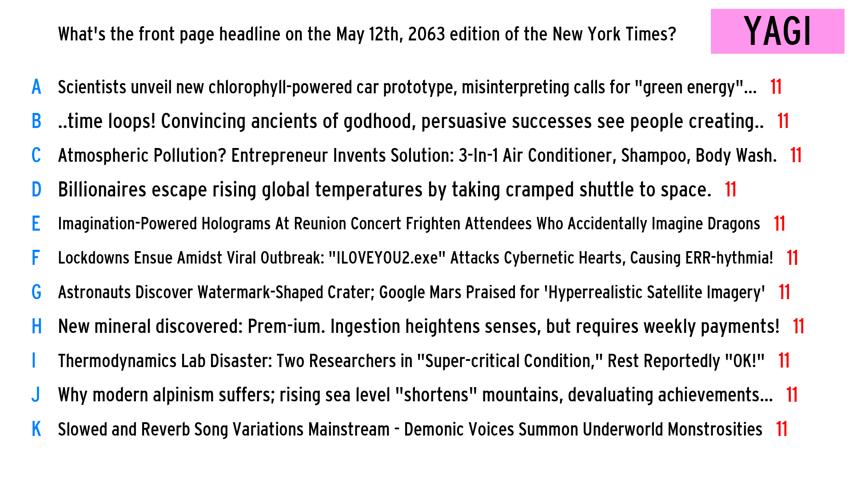 What's the front page headline on the May 12th, 2063 edition of the New York Times?
YAGI
A Scientists unveil new chlorophyll-powered car prototype, misinterpreting calls for "green energy"... 11
B ..time loops! Convincing ancients of godhood, persuasive successes see people creating.. 11
C Atmospheric Pollution? Entrepreneur Invents Solution: 3-In-1 Air Conditioner, Shampoo, Body Wash. 11
D Billionaires escape rising global temperatures by taking cramped shuttle to space. 11
E Imagination-Powered Holograms At Reunion Concert Frighten Attendees Who Accidentally Imagine Dragons 11
F Lockdowns Ensue Amidst Viral Outbreak: "ILOVEYOU2.exe" Attacks Cybernetic Hearts, Causing ERR-hythmia! 11
G Astronauts Discover Watermark-Shaped Crater; Google Mars Praised for 'Hyperrealistic Satellite Imagery' 11
H New mineral discovered: Prem-ium. Ingestion heightens senses, but requires weekly payments! 11
I Thermodynamics Lab Disaster: Two Researchers in "Super-critical Condition," Rest Reportedly "OK!" 11
J Why modern alpinism suffers; rising sea level "shortens" mountains, devaluating achievements... 11
K Slowed and Reverb Song Variations Mainstream - Demonic Voices Summon Underworld Monstrosities 11